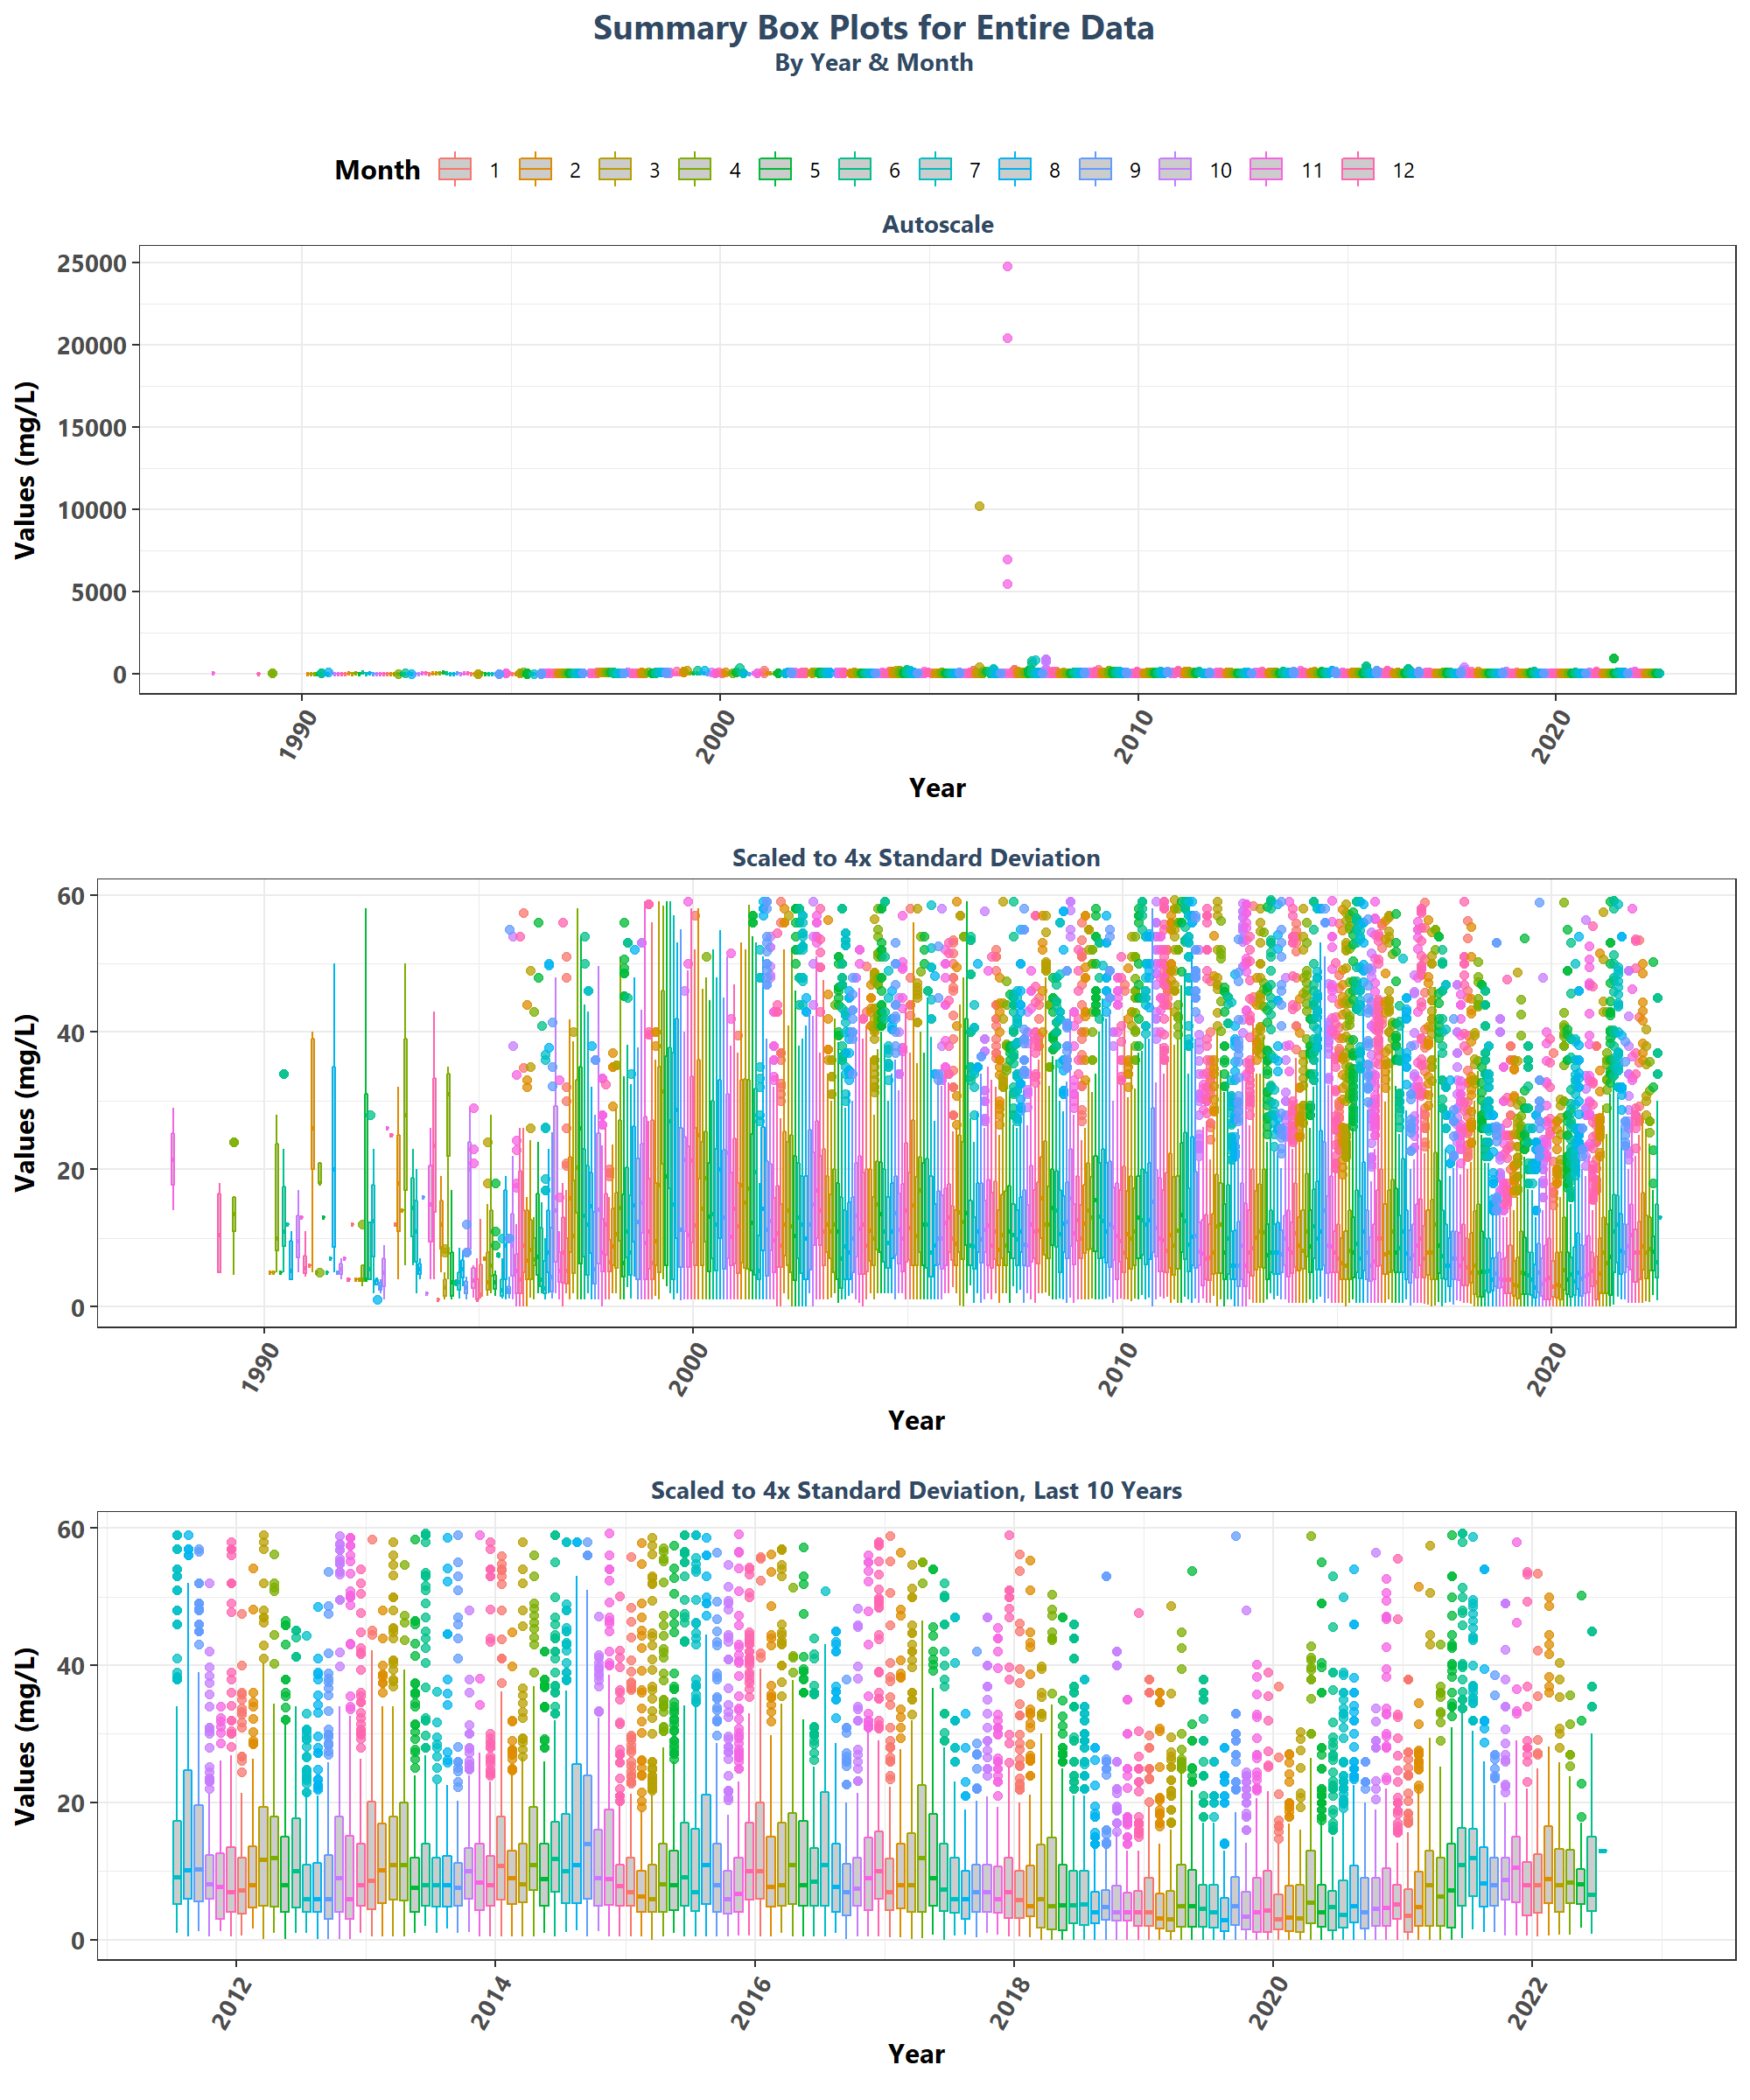 Summary Box Plots for Entire Data
By Year & Month
Month 1 2 3 4 5 6 7 8 9 10 11 12
Autoscale
Values (mg/L)
25000
20000
15000
10000
5000
0
1990 2000 2010 2020
Year
Scaled to 4x Standard Deviation
Values (mg/L)
60
40
20
0
1990 2000 2010 2020
Year
Scaled to 4x Standard Deviation, Last 10 Years
Values (mg/L)
60
40
20
0
2012 2014 2016 2018 2020 2022
Year